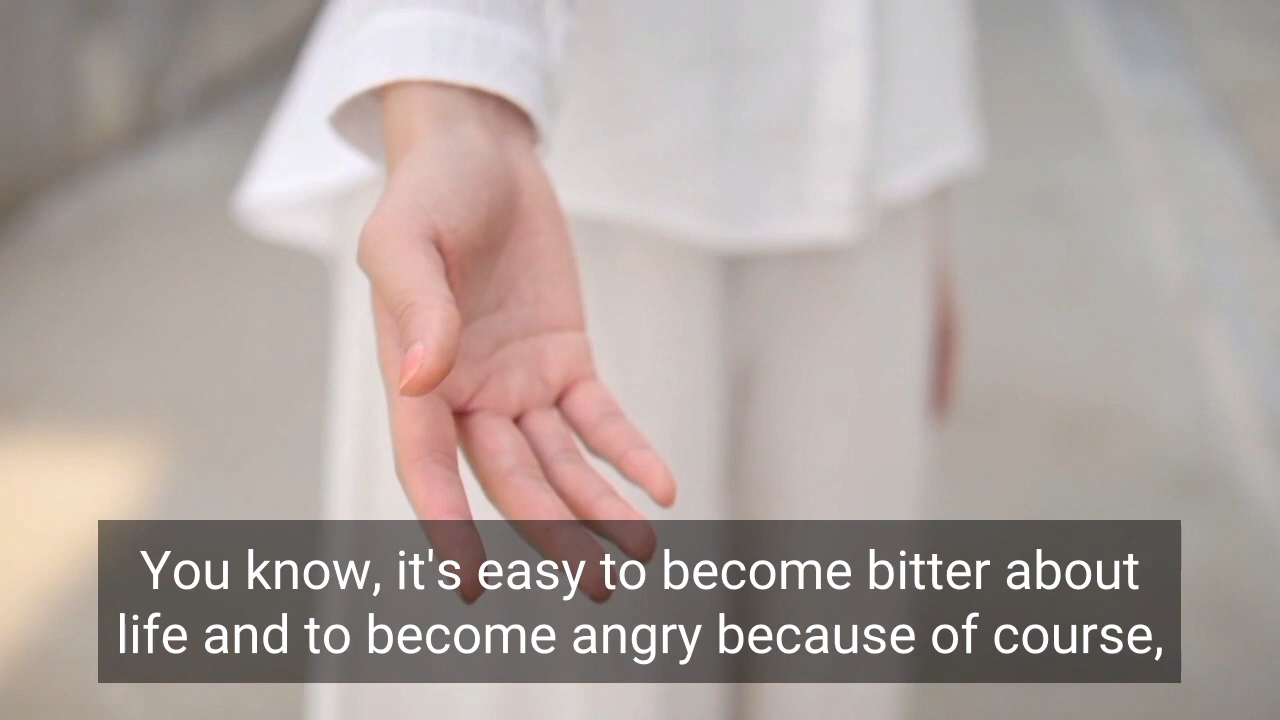 You know, it's easy to become bitter about
life and to become angry because of course,